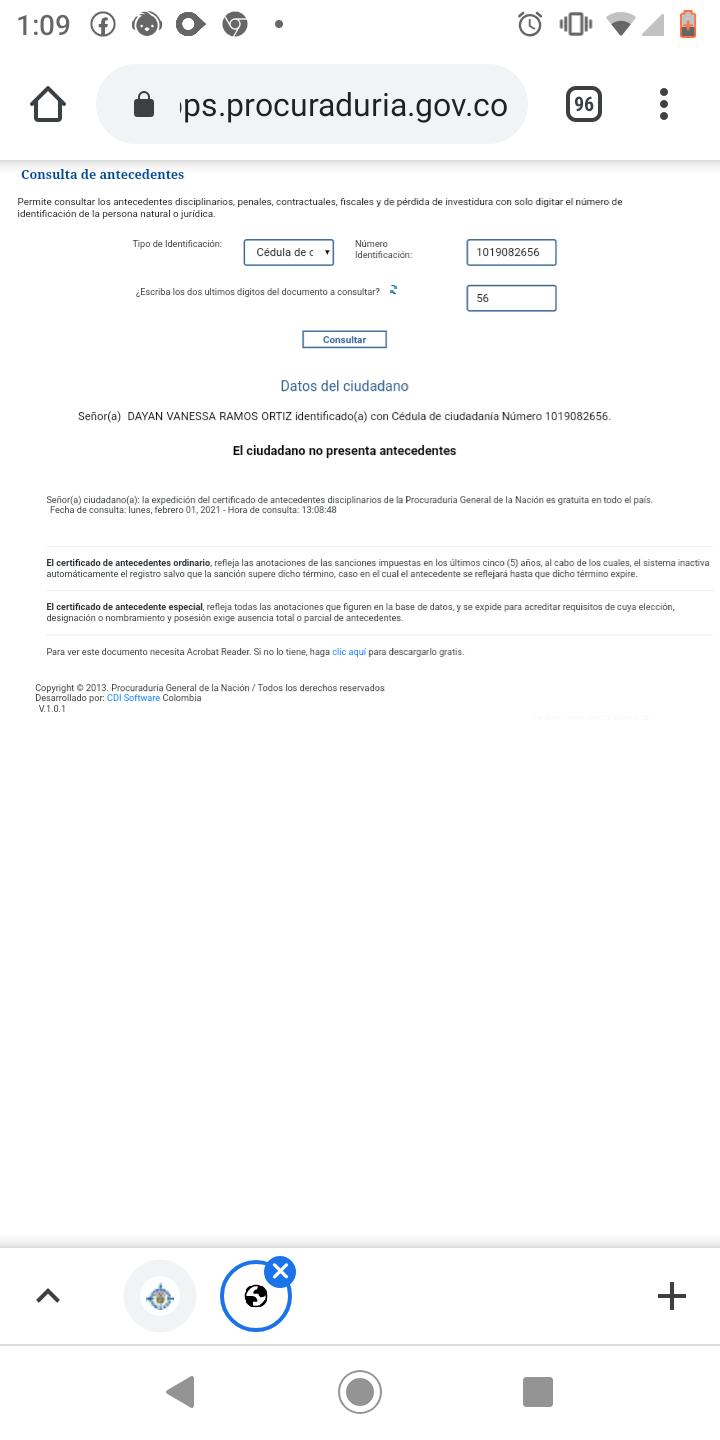 1:09
ops.procuraduria.gov.co
96
Consulta de antecedentes
Permite consultar los antecedentes disciplinarios, penales, contractuales, fiscales y de pérdida de investidura con solo digitar el número de
identificación de la persona natural o jurídica.
Tipo de Identificación: Cédula de c Número
Identificación: 1019082656
¿Escriba los dos ultimos digitos del documento a consultar? 56
Consultar
Datos del ciudadano
Señor(a) DAYAN VANESSA RAMOS ORTIZ identificado(a) con Cédula de ciudadanía Número 1019082656.
El ciudadano no presenta antecedentes
Señor(a) ciudadano(a): la expedición del certificado de antecedentes disciplinarios de la Procuraduría General de la Nación es gratuita en todo el país.
Fecha de consulta: lunes, febrero 01, 2021 - Hora de consulta: 13:08:48
El certificado de antecedentes ordinario, refleja las anotaciones de las sanciones impuestas en los últimos cinco (5) años, al cabo de los cuales, el sistema inactiva
automáticamente el registro salvo que la sanción supere dicho término, caso en el cual el antecedente se reflejará hasta que dicho término expire.
El certificado de antecedente especial, refleja todas las anotaciones que figuren en la base de datos, y se expide para acreditar requisitos de cuya elección,
designación o nombramiento y posesión exige ausencia total o parcial de antecedentes.
Para ver este documento necesita Acrobat Reader. Si no lo tiene, haga clic aquí para descargarlo gratis.
Copyright © 2013. Procuraduría General de la Nación / Todos los derechos reservados
Desarrollado por: CDI Software Colombia
V.1.0.1